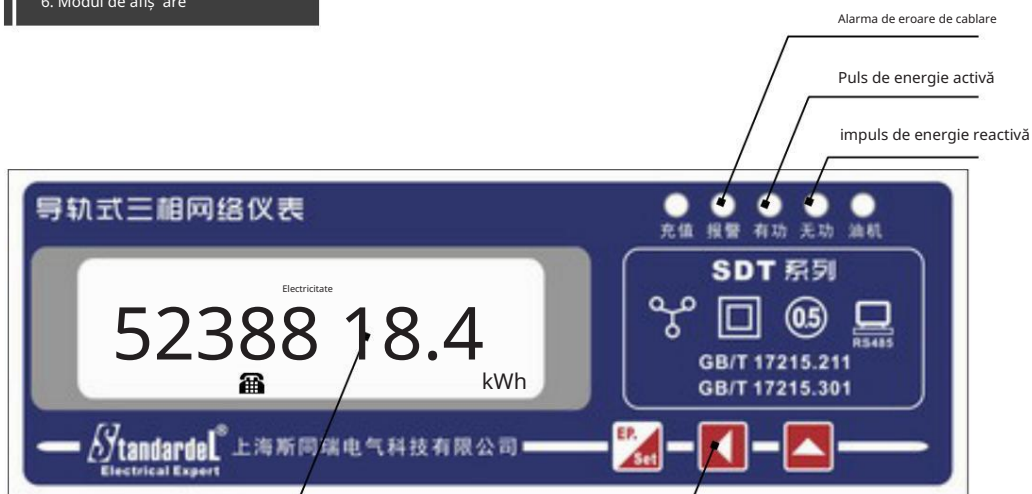 6. Modul de afiș are
Alarma de eroare de cablare
Puls de energie activă
impuls de energie reactivă
导轨式三相网络仪表
充值 报警 有功 无功 油机
Electricitate
52388 18.4
kWh
SDT 系列
0.5
RS485
GB/T 17215.211
GB/T 17215.301
Standardel® 上海斯同瑞电气科技有限公司
Electrical Expert
EP.
Set